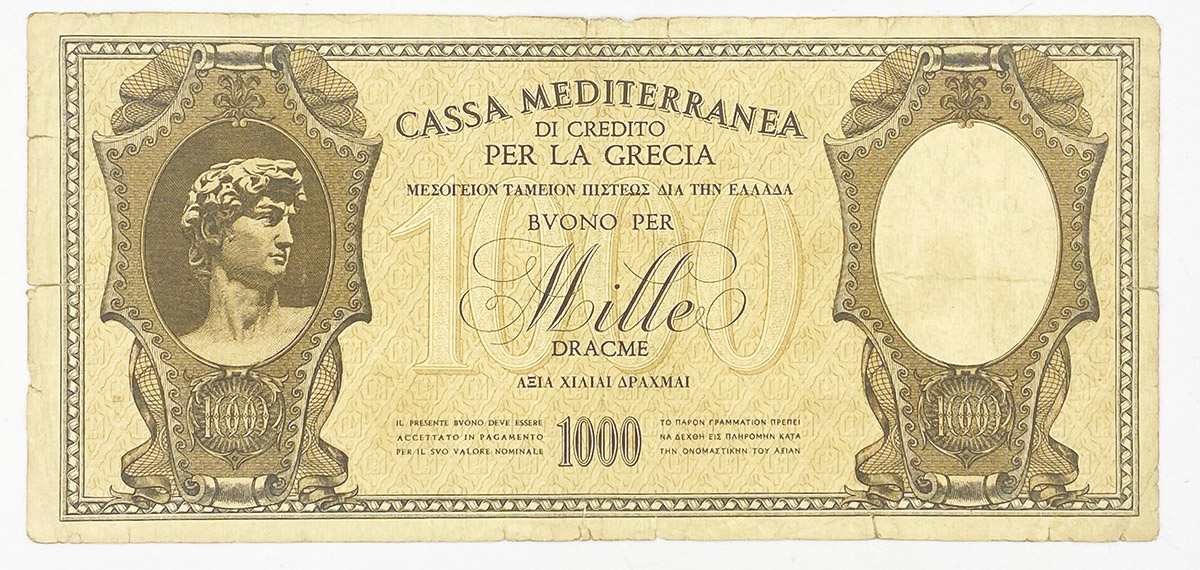 CASSA MEDITERRANEA
DI CREDITO
PER LA GRECIA
ΜΕΣΟΓΕΙΟΝ ΤΑΜΕΙΟΝ ΠΙΣΤΕΩΣ ΔΙΑ ΤΗΝ ΕΛΛΑΔΑ
BVONO PER
1000
Mille
DRACME
ΑΞΙΑ ΧΙΛΙΑΙ ΔΡΑΧΜΑΙ
IL PRESENTE BVONO DEVE ESSERE
ACCETTATO IN PAGAMENTO
PER IL SVO VALORE NOMINALE
1000
ΤΟ ΠΑΡΟΝ ΓΡΑΜΜΑΤΙΟΝ ΠΡΕΠΕΙ
ΝΑ ΔΕΧΘΗ ΕΙΣ ΠΛΗΡΟΜΗΝ ΚΑΤΑ
ΤΗΝ ΟΝΟΜΑΣΤΙΚΗΝ ΤΟΥ ΑΞΙΑΝ
1000
1000